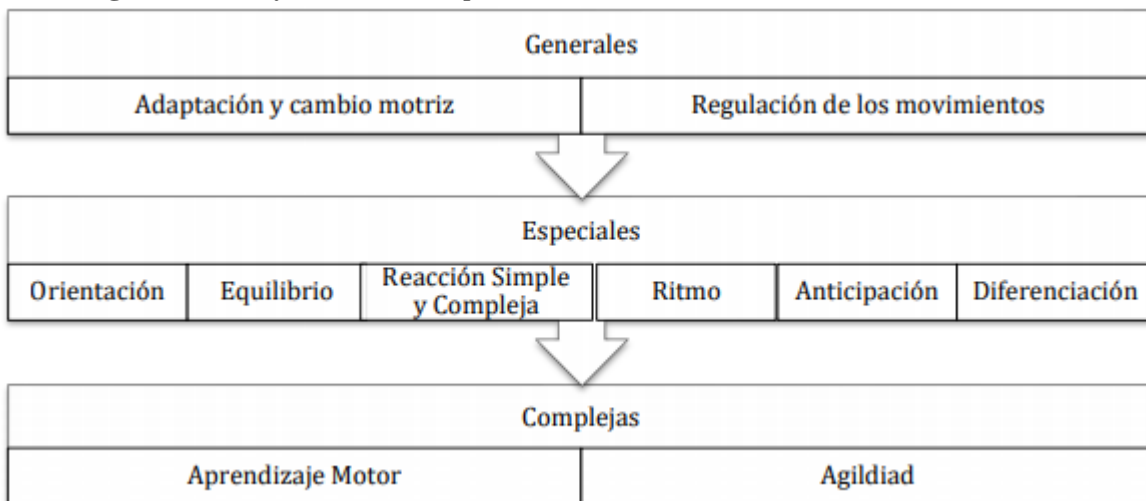 Generales
Adaptación y cambio motriz
Regulación de los movimientos
Especiales
Orientación
Equilibrio
Reacción Simple
y Compleja
Ritmo
Anticipación
Diferenciación
Complejas
Aprendizaje Motor
Agildiad